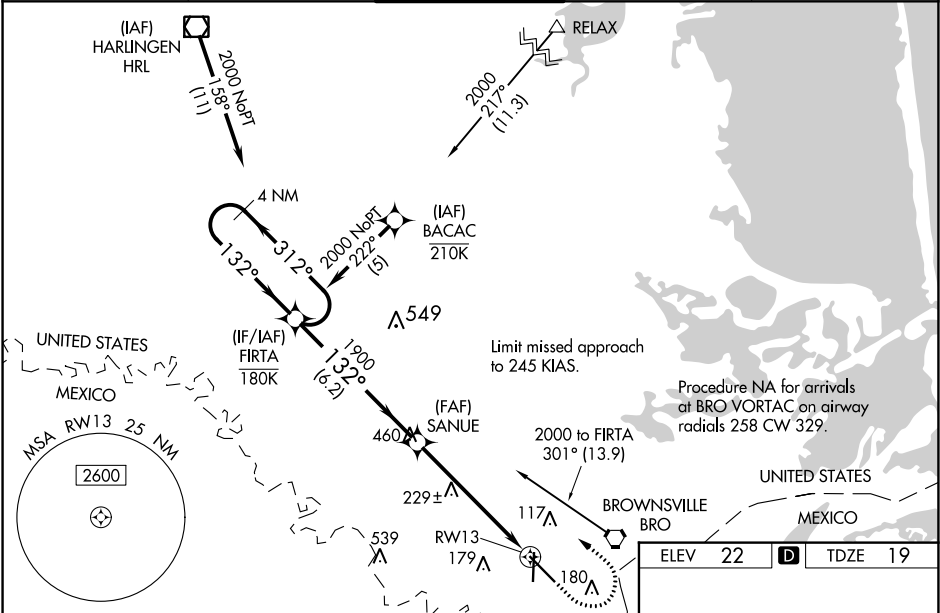 (IAF)
HARLINGEN
HRL
2000 NoPT
158°
(11)
RELAX
2000
217°
(11.3)
4 NM
312°
132°
2000 NoPT
222°
(5)
(IAF)
BACAC
210K
(IF/IAF)
FIRTA
180K
549
1900
132°
(6.2)
Limit missed approach
to 245 KIAS.
Procedure NA for arrivals
at BRO VORTAC on airway
radials 258 CW 329.
UNITED STATES
MEXICO
MSA RW13 25 NM
2600
(FAF)
SANUE
460
2000 to FIRTA
301° (13.9)
229±
117
BROWNSVILLE
BRO
UNITED STATES
MEXICO
539
RW13
179
180
ELEV 22 D TDZE 19